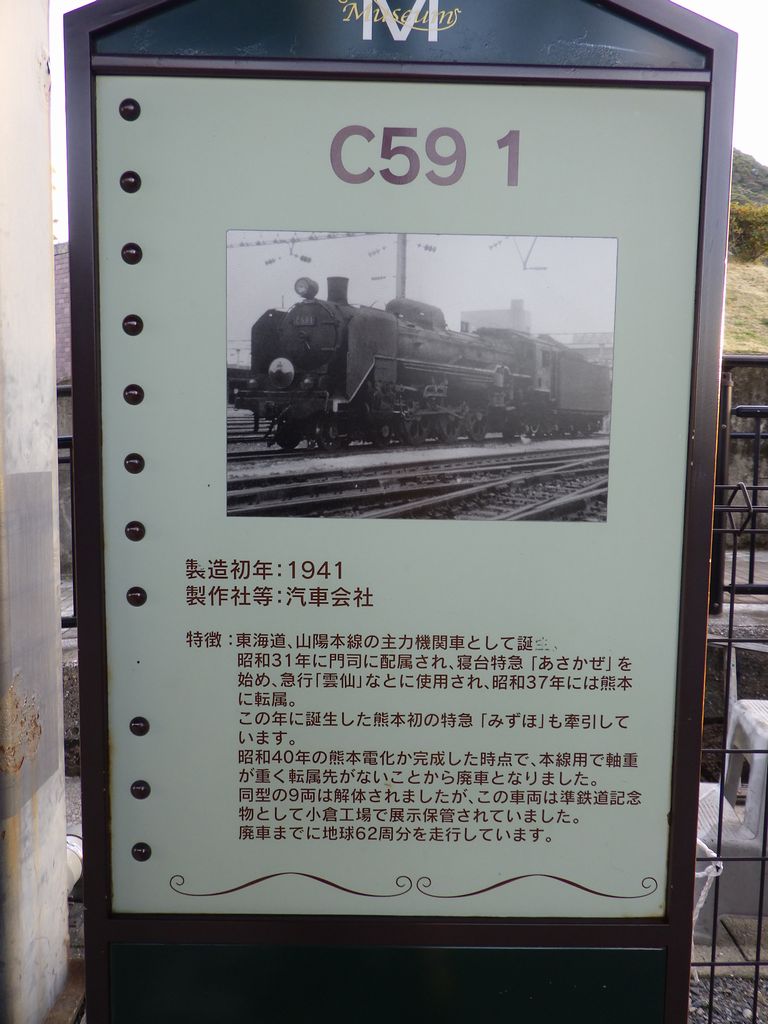 Museum
M
C59 1
製造初年：1941
製作社等：汽車会社
特徴：東海道、山陽本線の主力機関車として誕生、
昭和31年に門司に配属され、寝台特急「あさかぜ」を
始め、急行「雲仙」なとに使用され、昭和37年には熊本
に転属。
この年に誕生した熊本初の特急「みずほ」も牽引して
います。
昭和40年の熊本電化か完成した時点で、本線用で軸重
が重く転属先がないことから廃車となりました。
同型の9両は解体されましたが、この車両は準鉄道記念
物として小倉工場で展示保管されていました。
廃車までに地球62周分を走行しています。